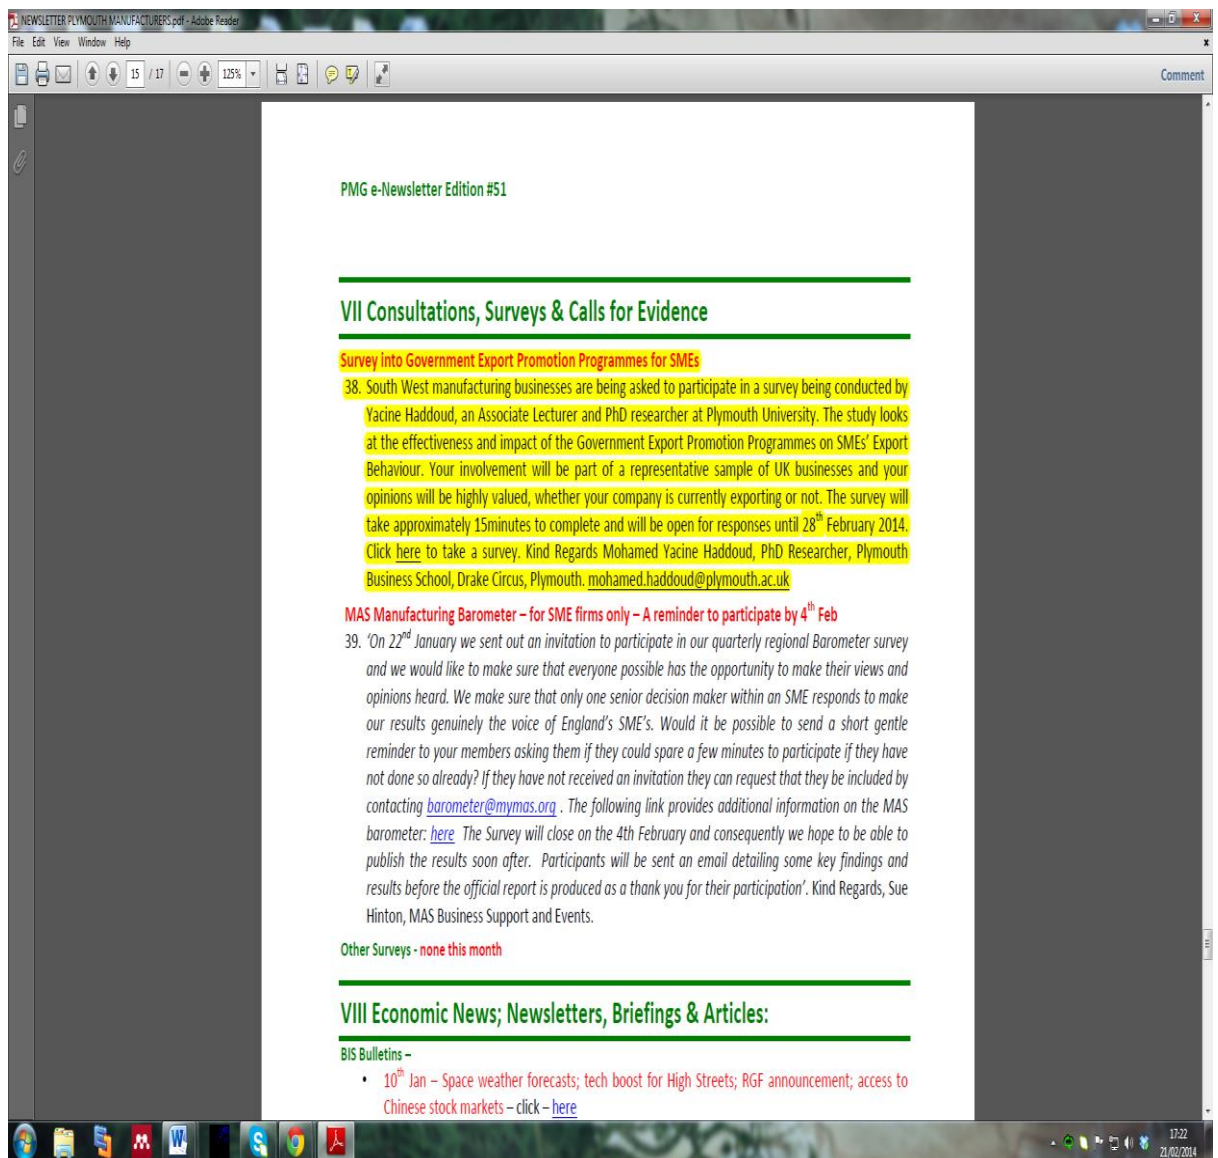 NEWSLETTER PLYMOUTH MANUFACTURERS.pdf - Adobe Reader
File Edit View Window Help
15 / 17 125% Comment
PMG e-Newsletter Edition #51
VII Consultations, Surveys & Calls for Evidence
Survey into Government Export Promotion Programmes for SMEs
38. South West manufacturing businesses are being asked to participate in a survey being conducted by
Yacine Haddoud, an Associate Lecturer and PhD researcher at Plymouth University. The study looks
at the effectiveness and impact of the Government Export Promotion Programmes on SMEs' Export
Behaviour. Your involvement will be part of a representative sample of UK businesses and your
opinions will be highly valued, whether your company is currently exporting or not. The survey will
take approximately 15minutes to complete and will be open for responses until 28th February 2014.
Click here to take a survey. Kind Regards Mohamed Yacine Haddoud, PhD Researcher, Plymouth
Business School, Drake Circus, Plymouth. mohamed.haddoud@plymouth.ac.uk
MAS Manufacturing Barometer – for SME firms only – A reminder to participate by 4th Feb
39. 'On 22nd January we sent out an invitation to participate in our quarterly regional Barometer survey
and we would like to make sure that everyone possible has the opportunity to make their views and
opinions heard. We make sure that only one senior decision maker within an SME responds to make
our results genuinely the voice of England's SME's. Would it be possible to send a short gentle
reminder to your members asking them if they could spare a few minutes to participate if they have
not done so already? If they have not received an invitation they can request that they be included by
contacting barometer@mymas.org . The following link provides additional information on the MAS
barometer: here The Survey will close on the 4th February and consequently we hope to be able to
publish the results soon after. Participants will be sent an email detailing some key findings and
results before the official report is produced as a thank you for their participation'. Kind Regards, Sue
Hinton, MAS Business Support and Events.
Other Surveys - none this month
VIII Economic News; Newsletters, Briefings & Articles:
BIS Bulletins –
• 10th Jan – Space weather forecasts; tech boost for High Streets; RGF announcement; access to
Chinese stock markets – click – here
17:22
21/02/2014